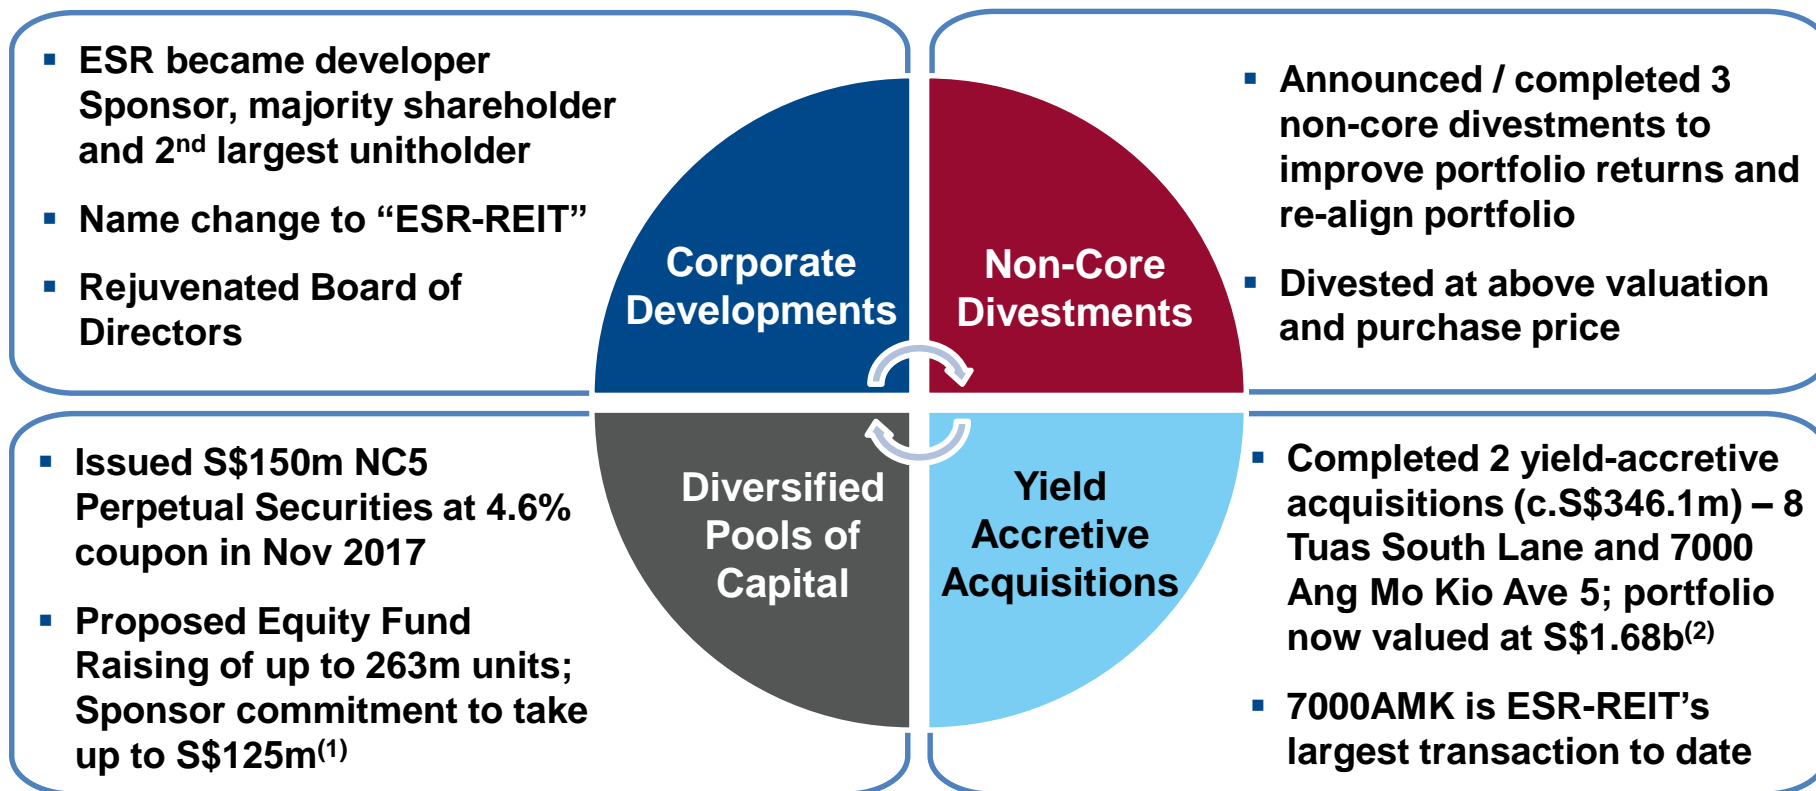 ▪ ESR became developer
Sponsor, majority shareholder
and 2nd largest unitholder
▪ Name change to “ESR-REIT”
▪ Rejuvenated Board of
Directors
Corporate
Developments
Non-Core
Divestments
▪ Announced / completed 3
non-core divestments to
improve portfolio returns and
re-align portfolio
▪ Divested at above valuation
and purchase price
▪ Issued S$150m NC5
Perpetual Securities at 4.6%
coupon in Nov 2017
▪ Proposed Equity Fund
Raising of up to 263m units;
Sponsor commitment to take
up to S$125m(1)
Diversified
Pools of
Capital
Yield
Accretive
Acquisitions
▪ Completed 2 yield-accretive
acquisitions (c.S$346.1m) – 8
Tuas South Lane and 7000
Ang Mo Kio Ave 5; portfolio
now valued at S$1.68b(2)
▪ 7000AMK is ESR-REIT’s
largest transaction to date